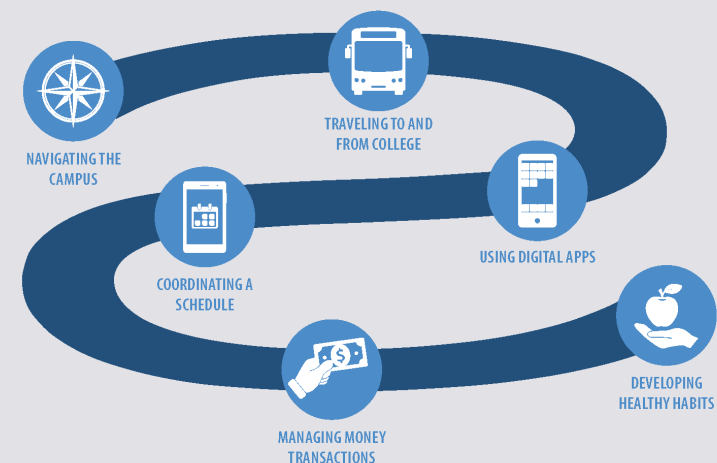 NAVIGATING THE
CAMPUS
TRAVELING TO AND
FROM COLLEGE
USING DIGITAL APPS
COORDINATING A
SCHEDULE
MANAGING MONEY
TRANSACTIONS
DEVELOPING
HEALTHY HABITS